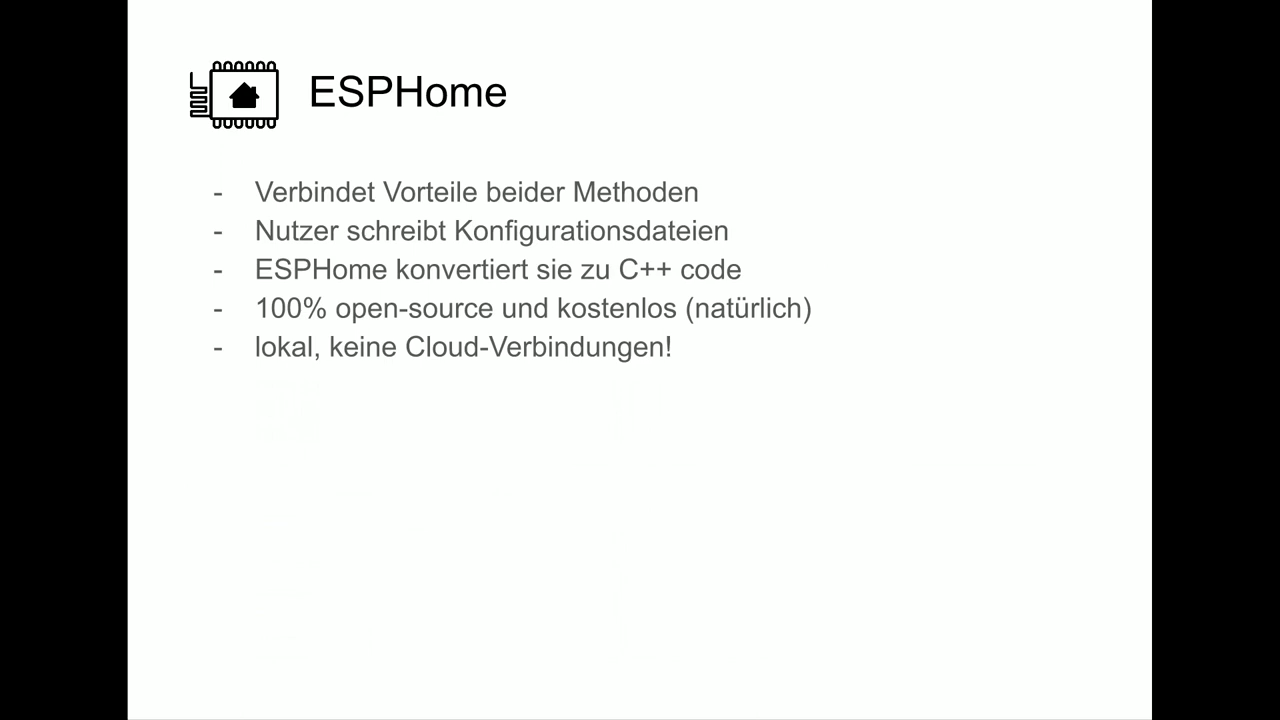 ESPHome
- Verbindet Vorteile beider Methoden
- Nutzer schreibt Konfigurationsdateien
- ESPHome konvertiert sie zu C++ code
- 100% open-source und kostenlos (natürlich)
- lokal, keine Cloud-Verbindungen!